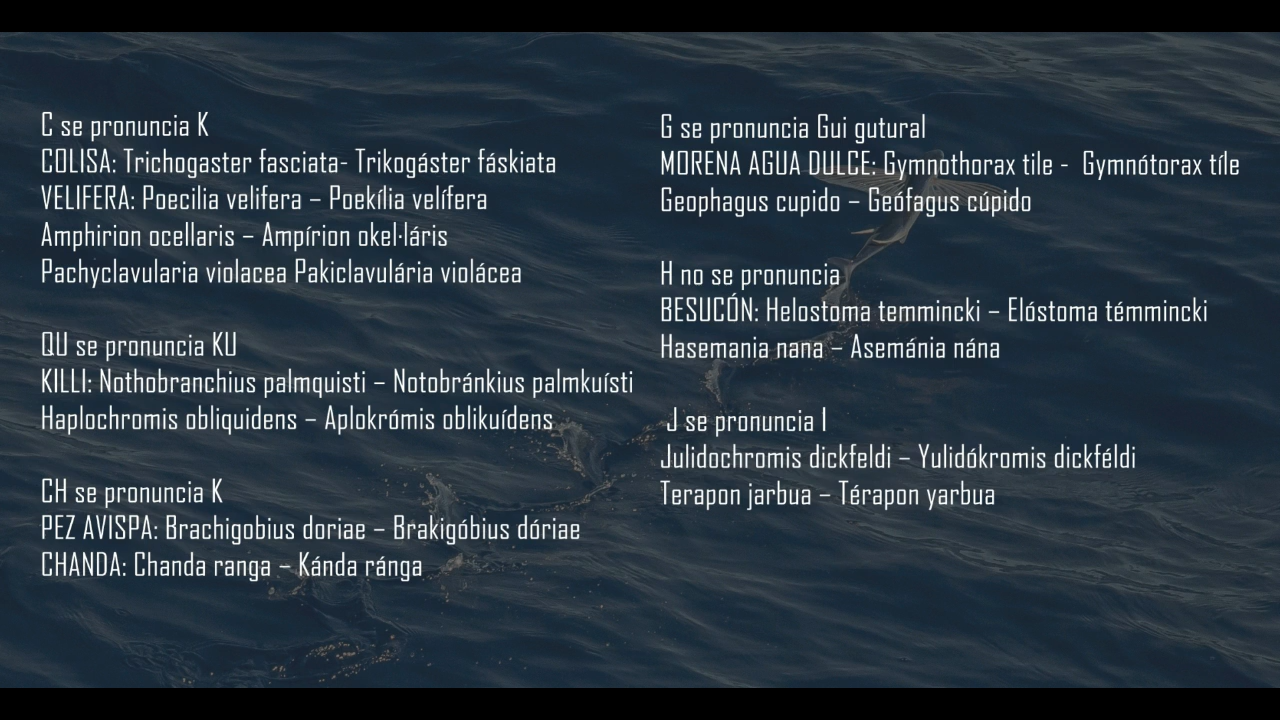 C se pronuncia K
COLISA: Trichogaster fasciata- Trikogáster fáskiata
VELIFERA: Poecilia velifera – Poekília velífera
Amphirion ocellaris – Ampírion okel·láris
Pachyclavularia violacea Pakiclavulária violácea
QU se pronuncia KU
KILLI: Nothobranchius palmquisti – Notobránkius palmkuísti
Haplochromis obliquidens – Aplokrómis oblikuídens
CH se pronuncia K
PEZ AVISPA: Brachigobius doriae – Brakigóbius dóriae
CHANDA: Chanda ranga – Kánda ránga
G se pronuncia Gui gutural
MORENA AGUA DULCE: Gymnothorax tile - Gymnótorax tíle
Geophagus cupido – Geófagus cúpido
H no se pronuncia
BESUCÓN: Helostoma temmincki – Elóstoma témmincki
Hasemania nana – Asemánia nána
J se pronuncia I
Julidochromis dickfeldi – Yulidókromis dickféldi
Terapon jarbua – Térapon yarbua